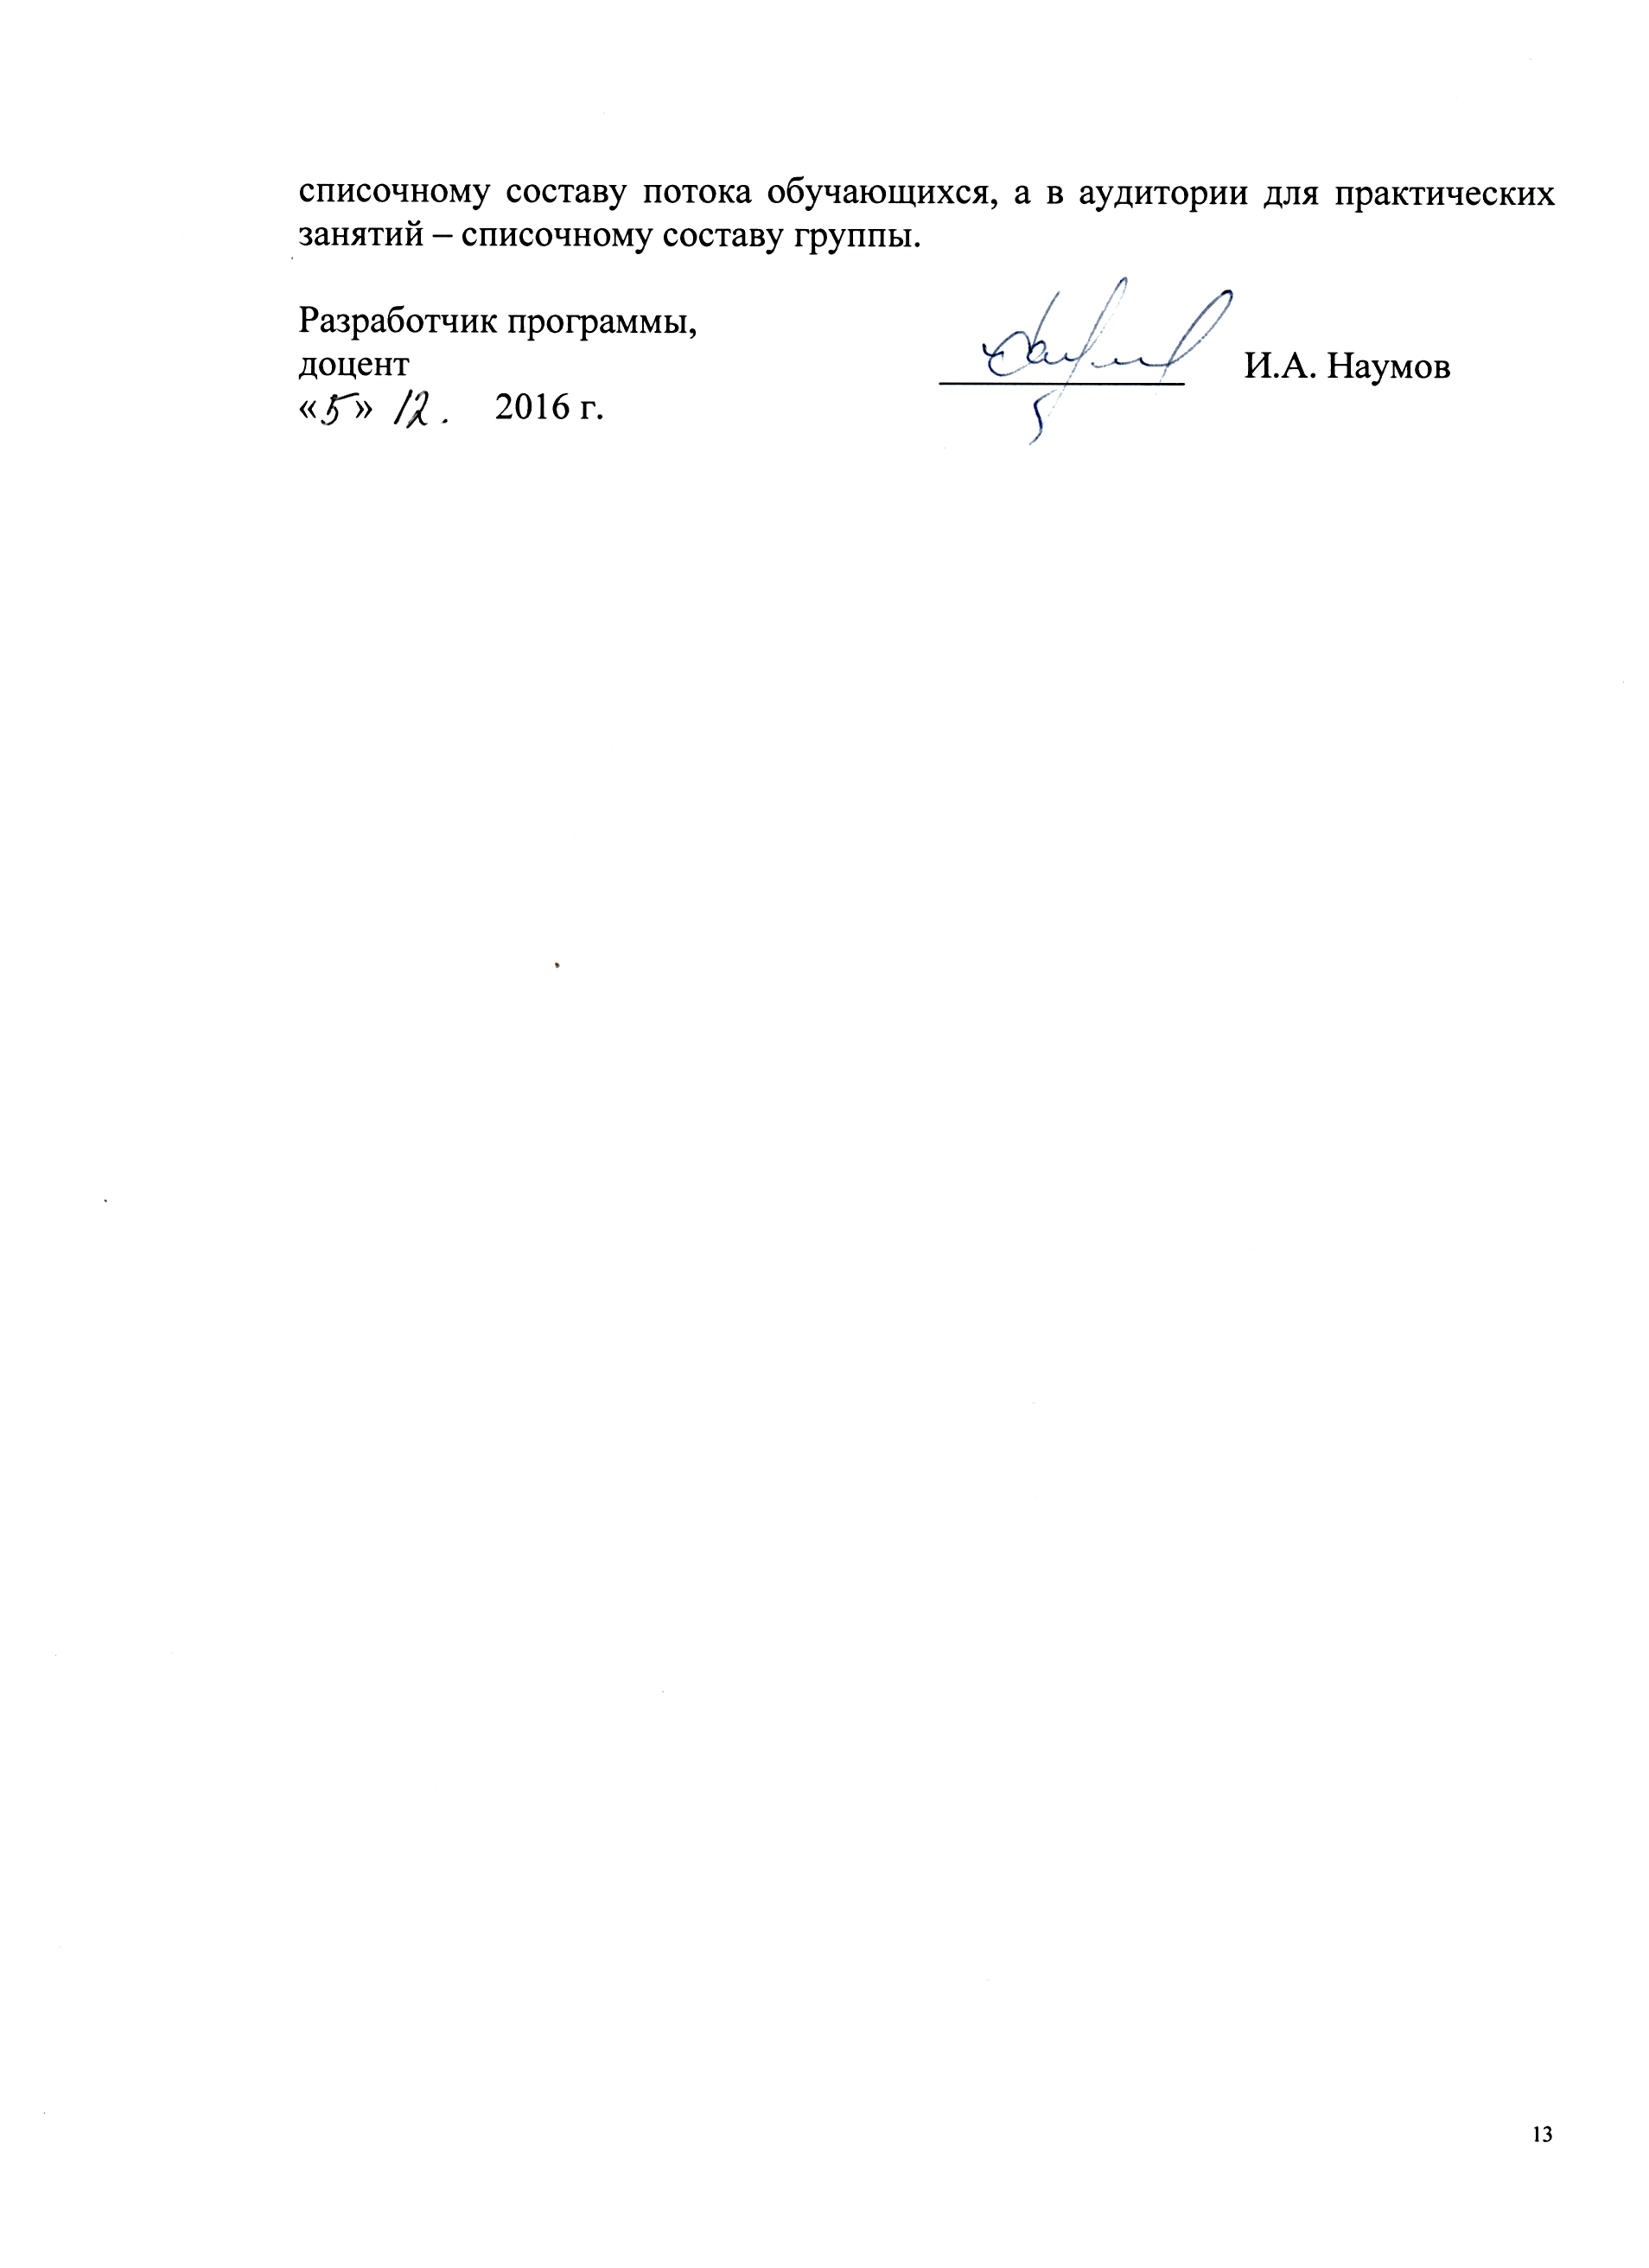 списочному составу потока обучающихся, а в аудитории для практических
занятий – списочному составу группы.
Разработчик программы,
доцент И.А. Наумов
«5» 12. 2016 г.
13